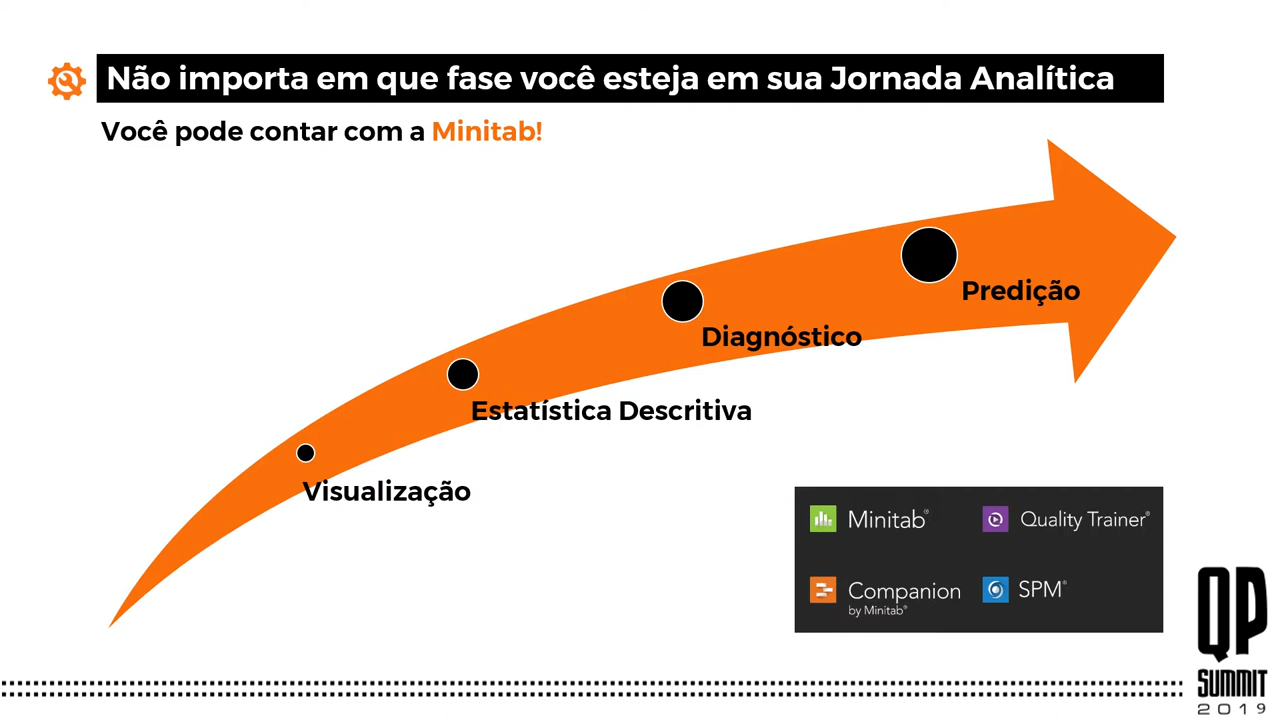 Não importa em que fase você esteja em sua Jornada Analítica
Você pode contar com a Minitab!
Predição
Diagnóstico
Estatística Descritiva
Visualização
Minitab®
Quality Trainer®
Companion
by Minitab®
SPM®
QP
SUMMIT
2019